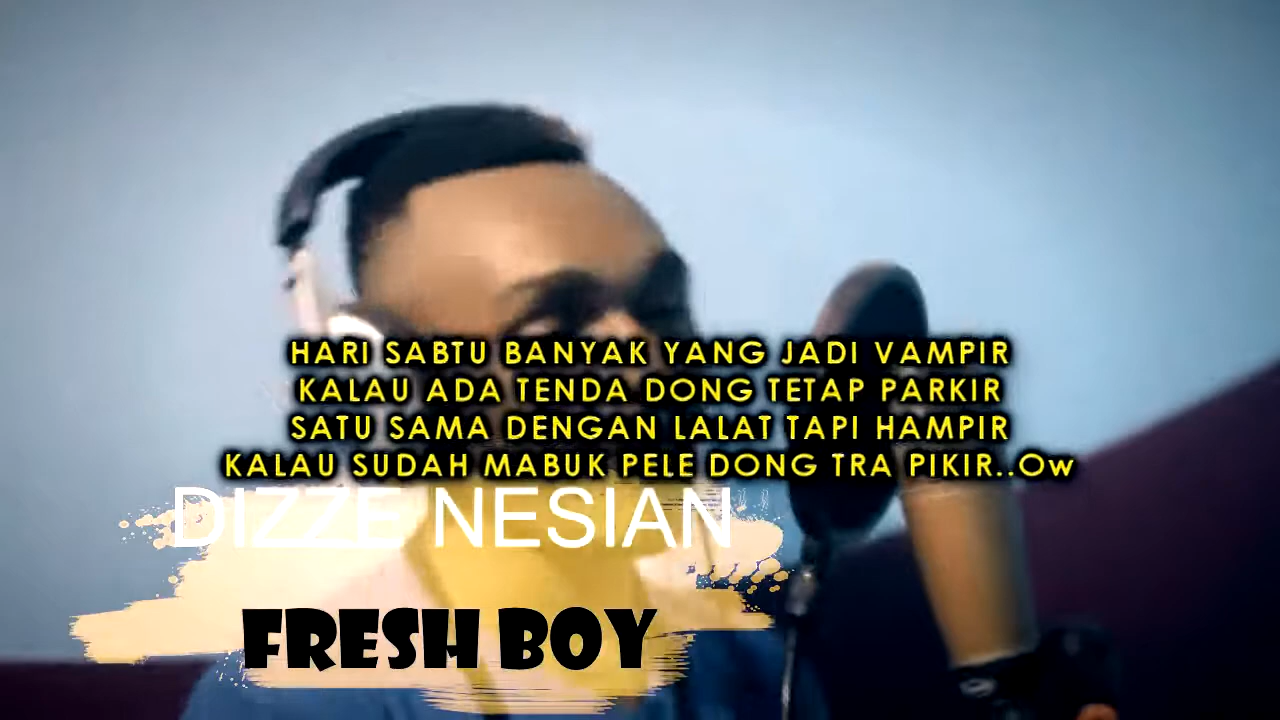 HARI SABTU BANYAK YANG JADI VAMPIR
KALAU ADA TENDA DONG TETAP PARKIR
SATU SAMA DENGAN LALAT TAPI HAMPIR
KALAU SUDAH MABUK PELE DONG TRA PIKIR..Ow
DIZZE NESIAN
FRESH BOY